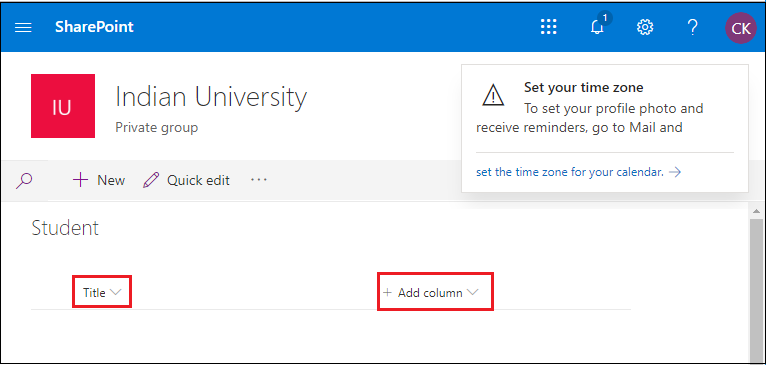 SharePoint
1
CK
IU
Indian University
Private group
Set your time zone
To set your profile photo and
receive reminders, go to Mail and
set the time zone for your calendar. →
+ New
Quick edit
···
Student
Title
+ Add column